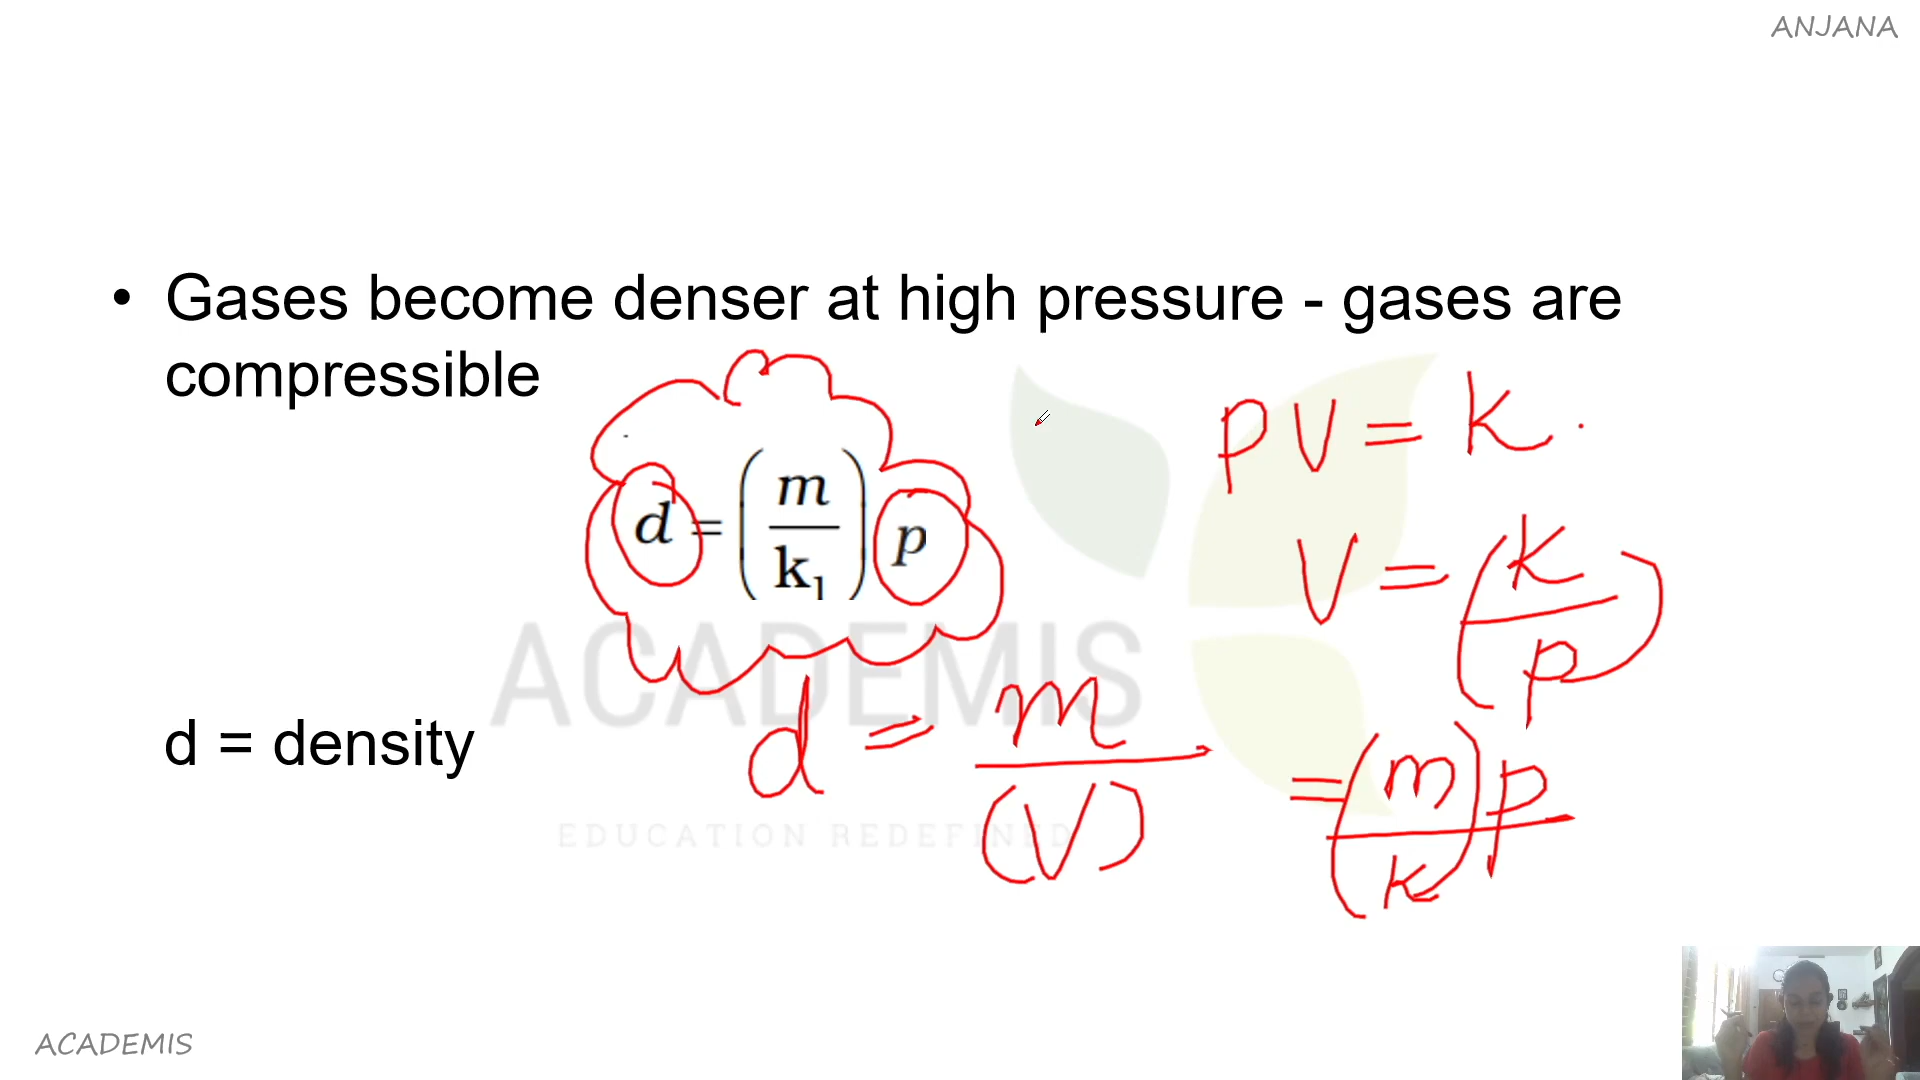 ANJANA
• Gases become denser at high pressure - gases are
compressible
d = (m/k₁) p
pV = k.
V = (k/p)
d = m/(V) = (m/k)p
d = density
ACADEMIS
EDUCATION REDEFINED
ACADEMIS